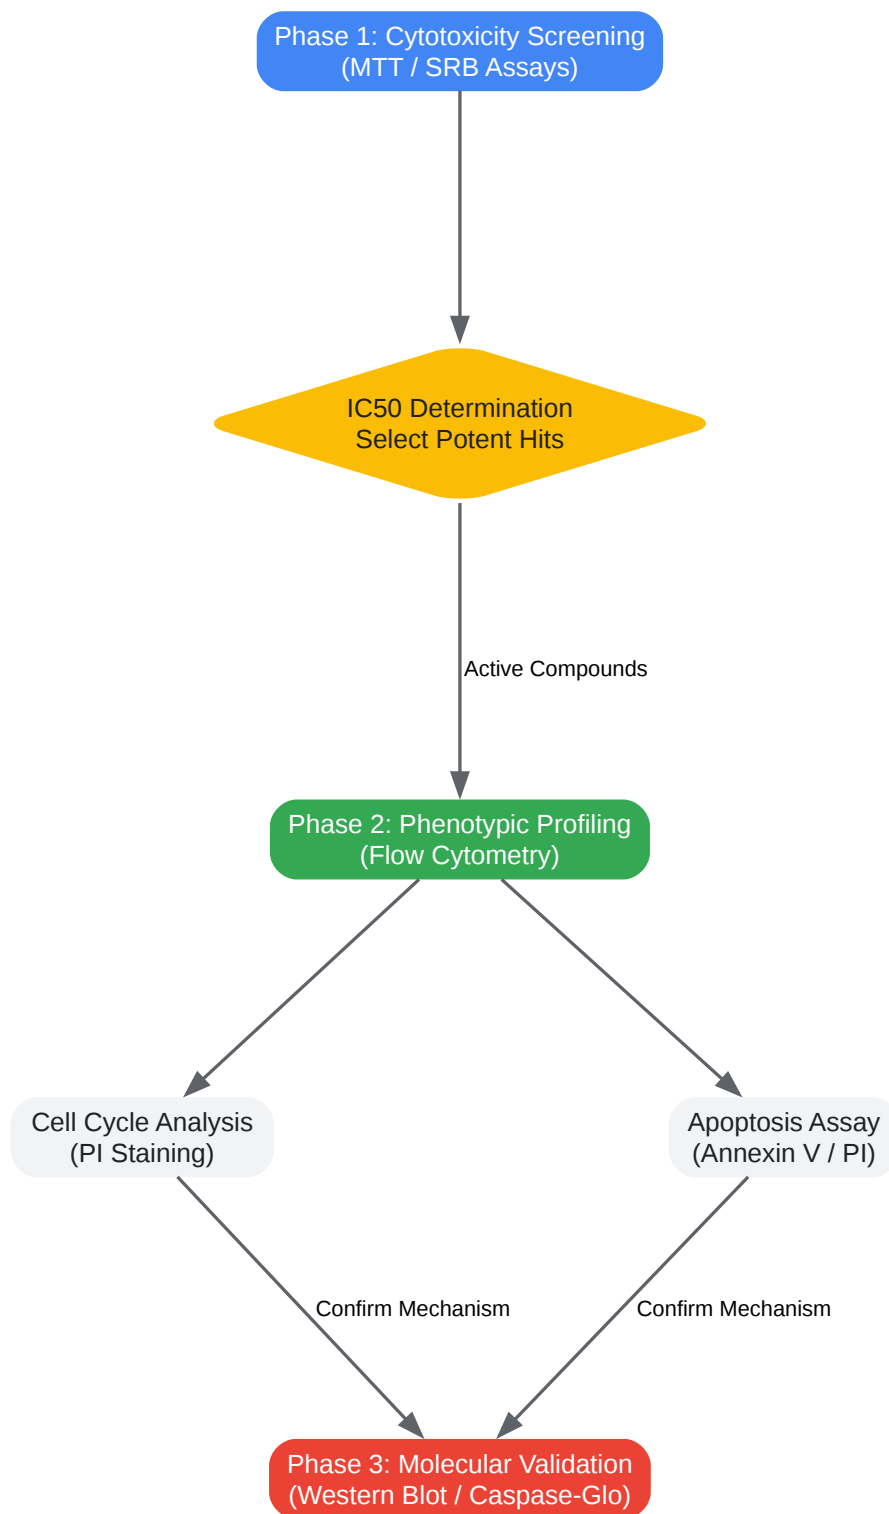 Phase 1: Cytotoxicity Screening
(MTT / SRB Assays)
IC50 Determination
Select Potent Hits
Active Compounds
Phase 2: Phenotypic Profiling
(Flow Cytometry)
Cell Cycle Analysis
(PI Staining)
Apoptosis Assay
(Annexin V / PI)
Confirm Mechanism
Confirm Mechanism
Phase 3: Molecular Validation
(Western Blot / Caspase-Glo)